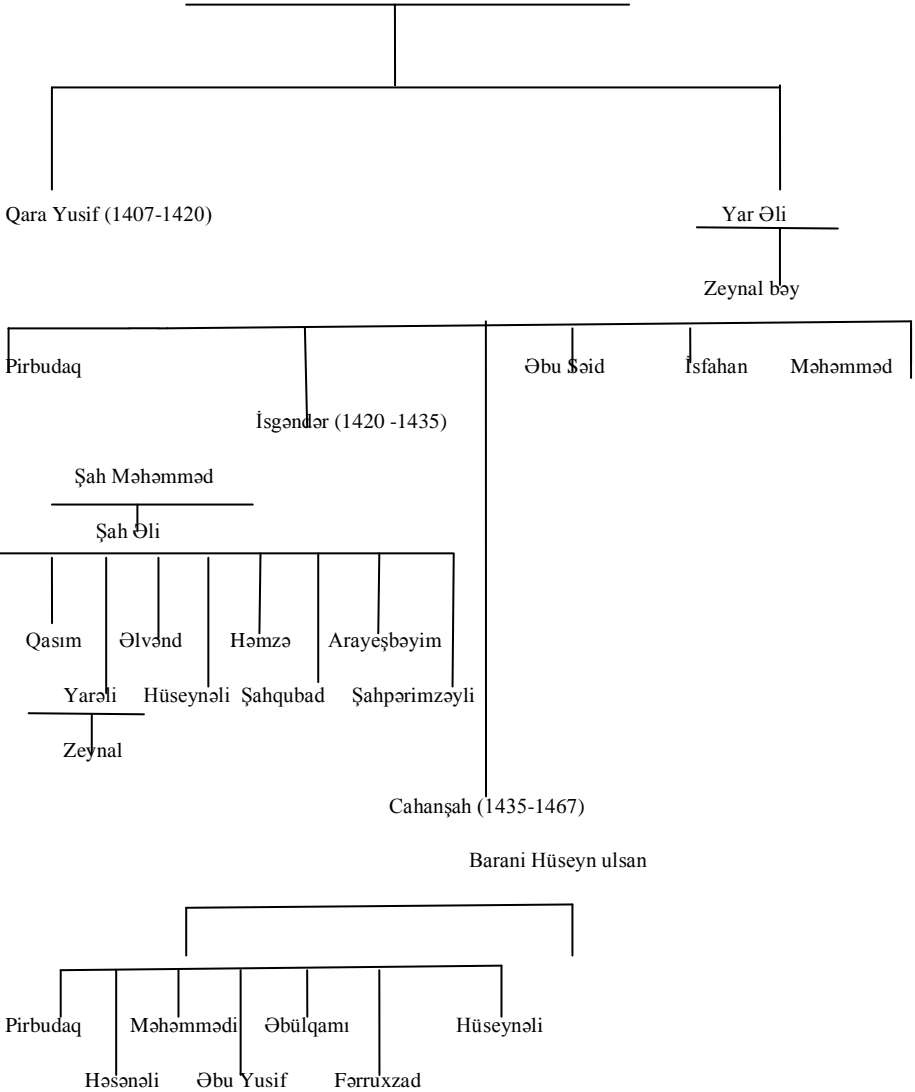 Qara Yusif (1407-1420) Yar Əli
Zeynal bəy
Pirbudaq Əbu Səid İsfahan Məhəmməd
İsgəndər (1420 -1435)
Şah Məhəmməd
Şah Əli
Qasım Əlvənd Həmzə Arayeşbəyim
Yarəli Hüseynəli Şahqubad Şahpərimzəyli
Zeynal
Cahanşah (1435-1467)
Barani Hüseyn ulsan
Pirbudaq Məhəmmədi Əbülqamı Hüseynəli
Həsənəli Əbu Yusif Fərruxzad